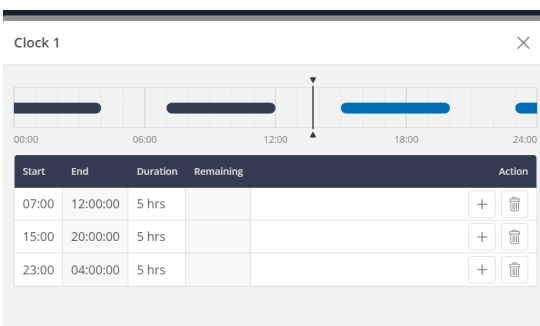 Clock 1
00:00 06:00 12:00 18:00 24:00
Start End Duration Remaining Action
07:00 12:00:00 5 hrs
15:00 20:00:00 5 hrs
23:00 04:00:00 5 hrs